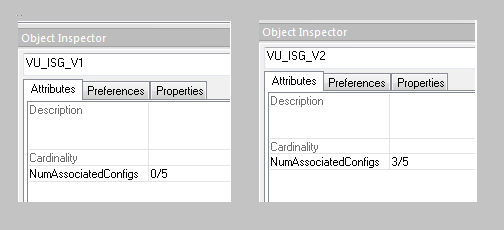 Object Inspector
VU_ISG_V1
Attributes Preferences Properties
Description
Cardinality
NumAssociatedConfigs 0/5
Object Inspector
VU_ISG_V2
Attributes Preferences Properties
Description
Cardinality
NumAssociatedConfigs 3/5